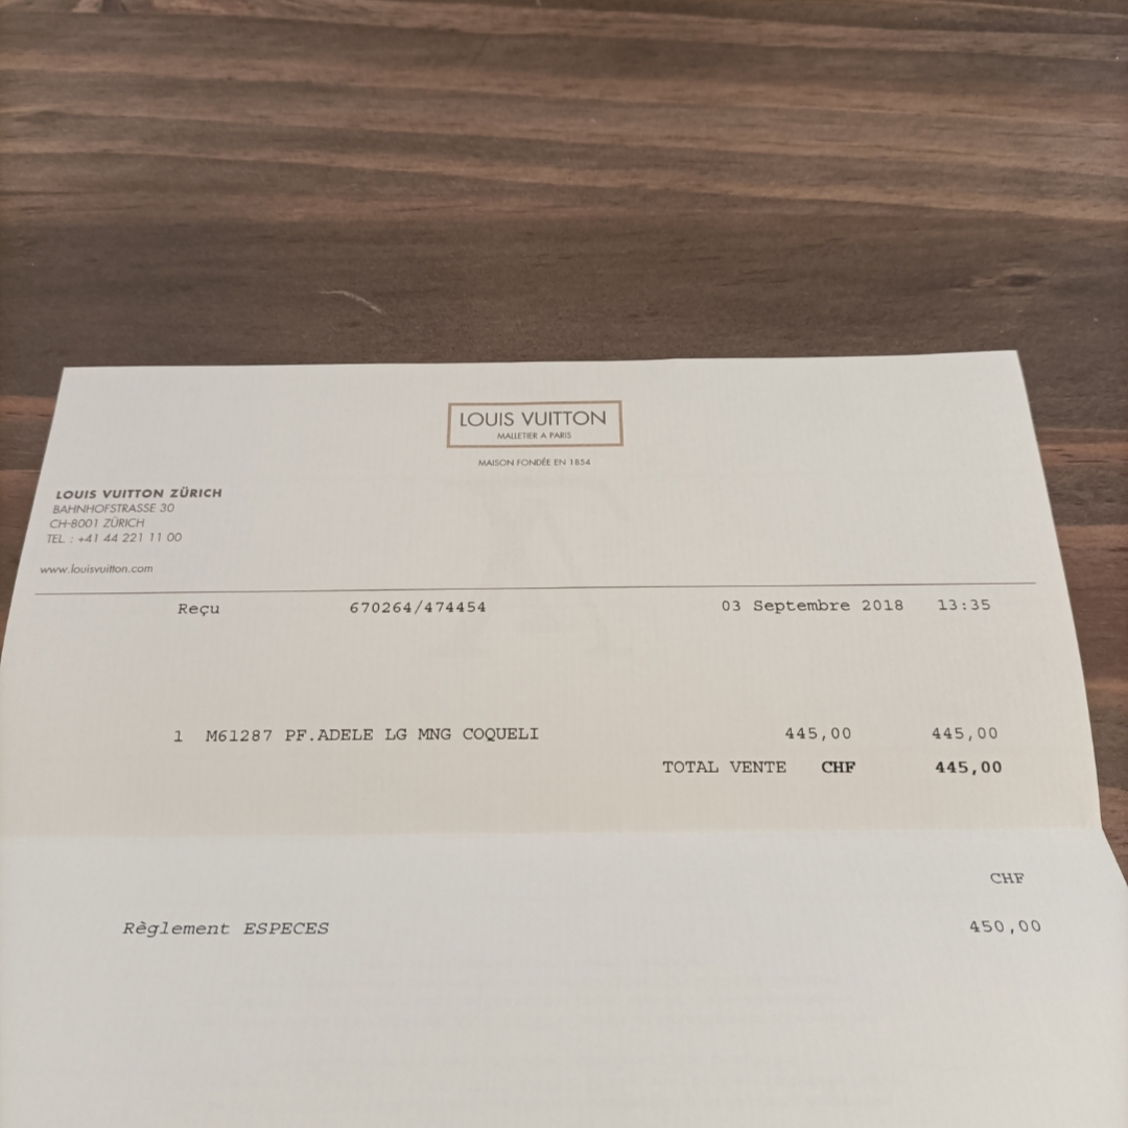 LOUIS VUITTON
MALLETIER A PARIS
MAISON FONDÉE EN 1854
LOUIS VUITTON ZÜRICH
BAHNHOFSTRASSE 30
CH-8001 ZÜRICH
TEL : +41 44 221 11 00
www.louisvuitton.com
Reçu 670264/474454 03 Septembre 2018 13:35
1 M61287 PF.ADELE LG MNG COQUELI 445,00 445,00
TOTAL VENTE CHF 445,00
CHF
Règlement ESPECES 450,00